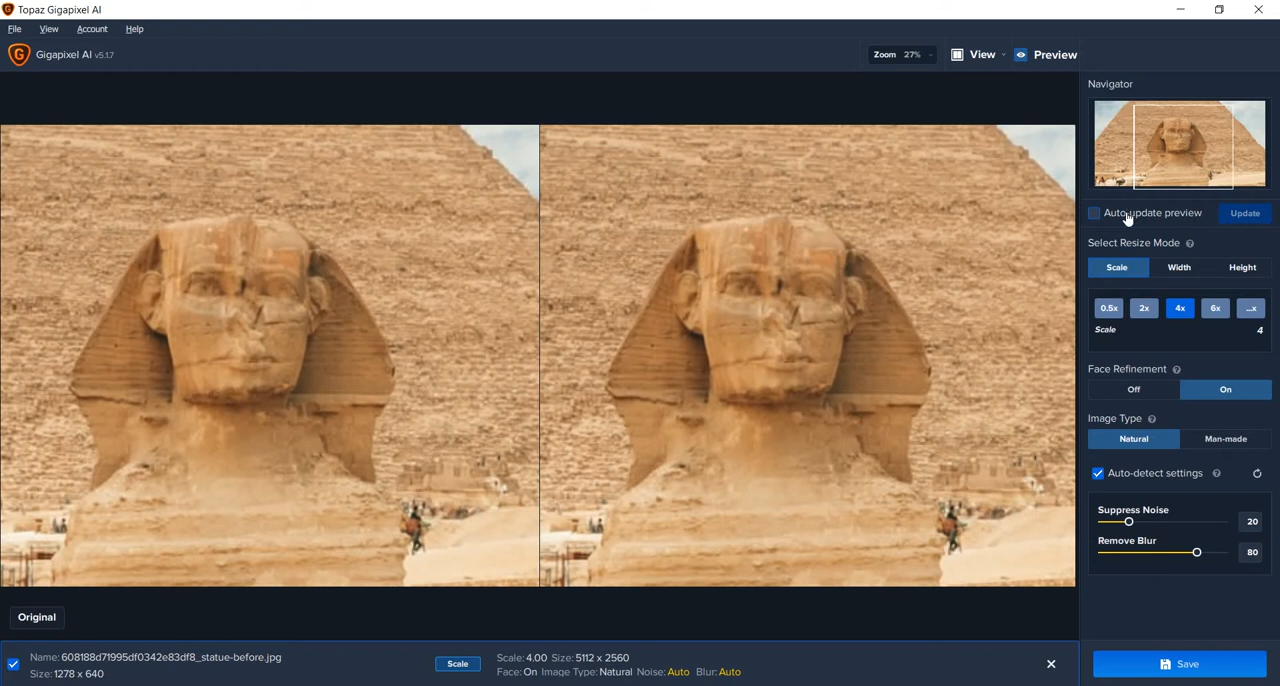 Topaz Gigapixel AI
File View Account Help
Gigapixel AI v5.1.7
Zoom 27% View Preview
Navigator
Auto-update preview Update
Select Resize Mode
Scale Width Height
0.5x 2x 4x 6x ...x
Scale 4
Face Refinement
Off On
Image Type
Natural Man-made
Auto-detect settings
Suppress Noise
20
Remove Blur
80
Original
Name: 608188d71995df0342e83df8_statue-before.jpg
Size: 1278 x 640
Scale
Scale: 4.00 Size: 5112 x 2560
Face: On Image Type: Natural Noise: Auto Blur: Auto
Save